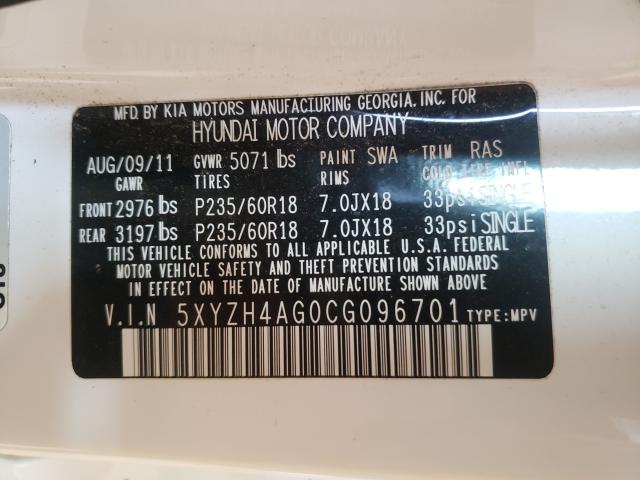 MFD. BY KIA MOTORS MANUFACTURING GEORGIA, INC. FOR
HYUNDAI MOTOR COMPANY
AUG/09/11 GVWR 5071 lbs PAINT SWA TRIM RAS
GAWR TIRES RIMS COLD TIRE INFL
FRONT 2976 lbs P235/60R18 7.0JX18 33psi SINGLE
REAR 3197 lbs P235/60R18 7.0JX18 33psi SINGLE
THIS VEHICLE CONFORMS TO ALL APPLICABLE U.S.A. FEDERAL
MOTOR VEHICLE SAFETY AND THEFT PREVENTION STANDARDS
IN EFFECT ON THE DATE OF MANUFACTURE SHOWN ABOVE.
V.I.N 5XYZH4AG0CG096701 TYPE:MPV